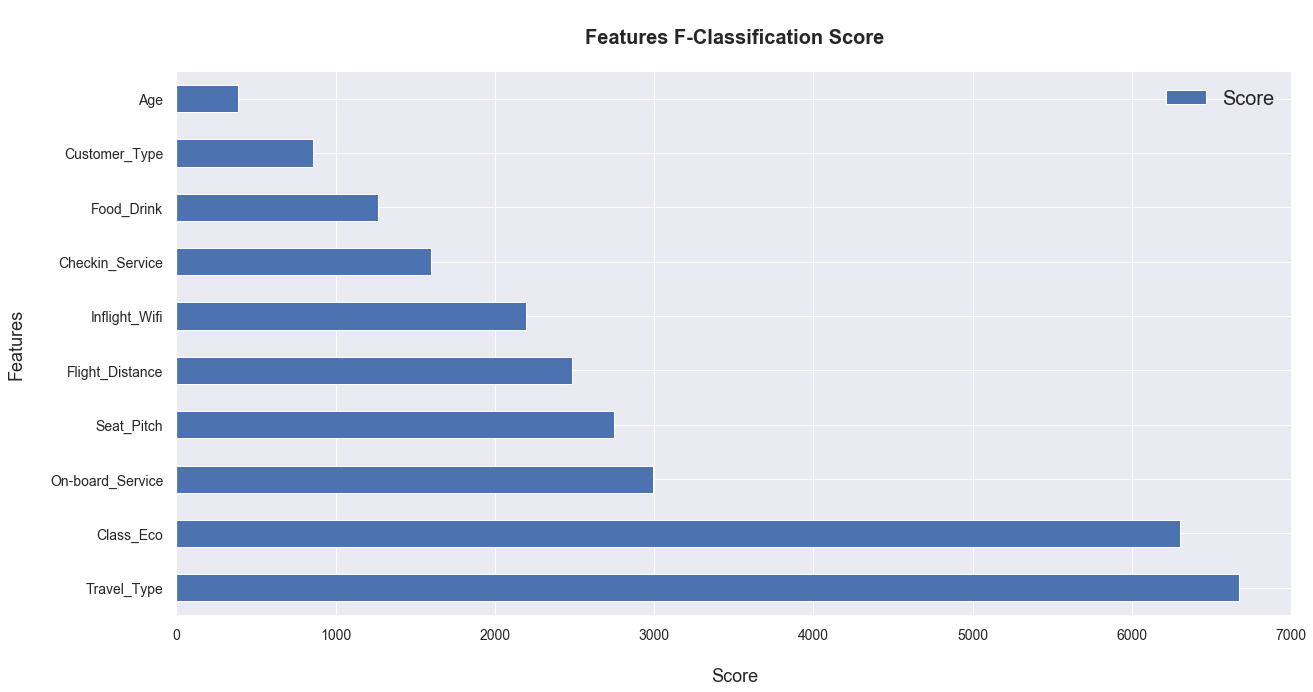 Features F-Classification Score
Score
Age
Customer_Type
Food_Drink
Checkin_Service
Inflight_Wifi
Flight_Distance
Seat_Pitch
On-board_Service
Class_Eco
Travel_Type
Features
0 1000 2000 3000 4000 5000 6000 7000
Score